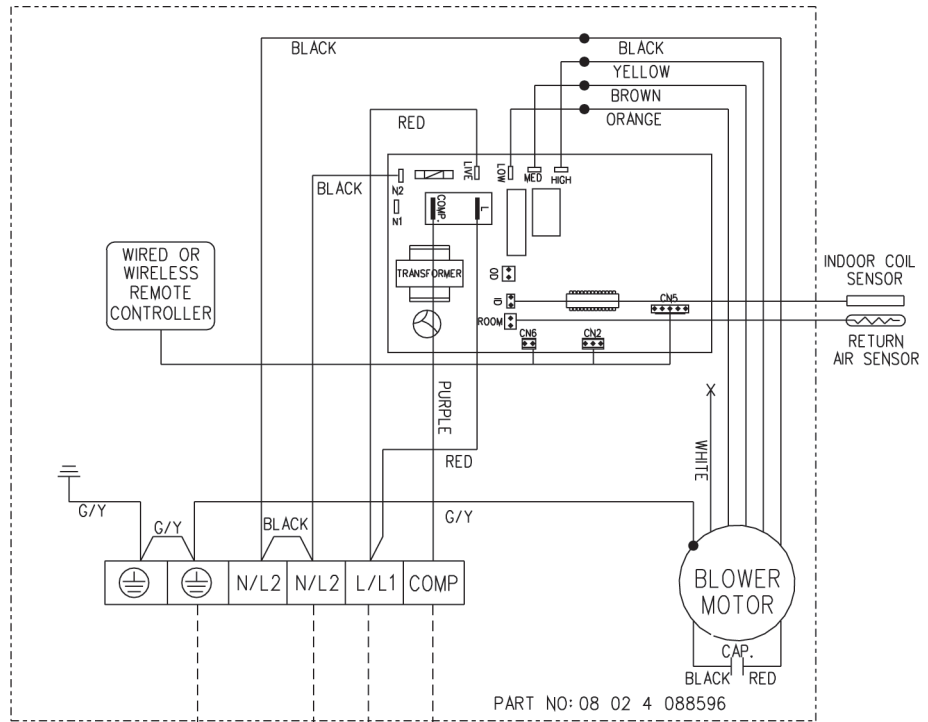 BLACK
BLACK
YELLOW
BROWN
ORANGE
RED
BLACK
N2
N1
LIVE
LOW
MED
HIGH
COMP.
L
TRANSFORMER
OD
ID
ROOM
CN6
CN2
CN5
WIRED OR
WIRELESS
REMOTE
CONTROLLER
INDOOR COIL
SENSOR
RETURN
AIR SENSOR
PURPLE
RED
WHITE
G/Y
G/Y
BLACK
G/Y
N/L2
N/L2
L/L1
COMP
BLOWER
MOTOR
CAP.
BLACK
RED
PART NO: 08 02 4 088596